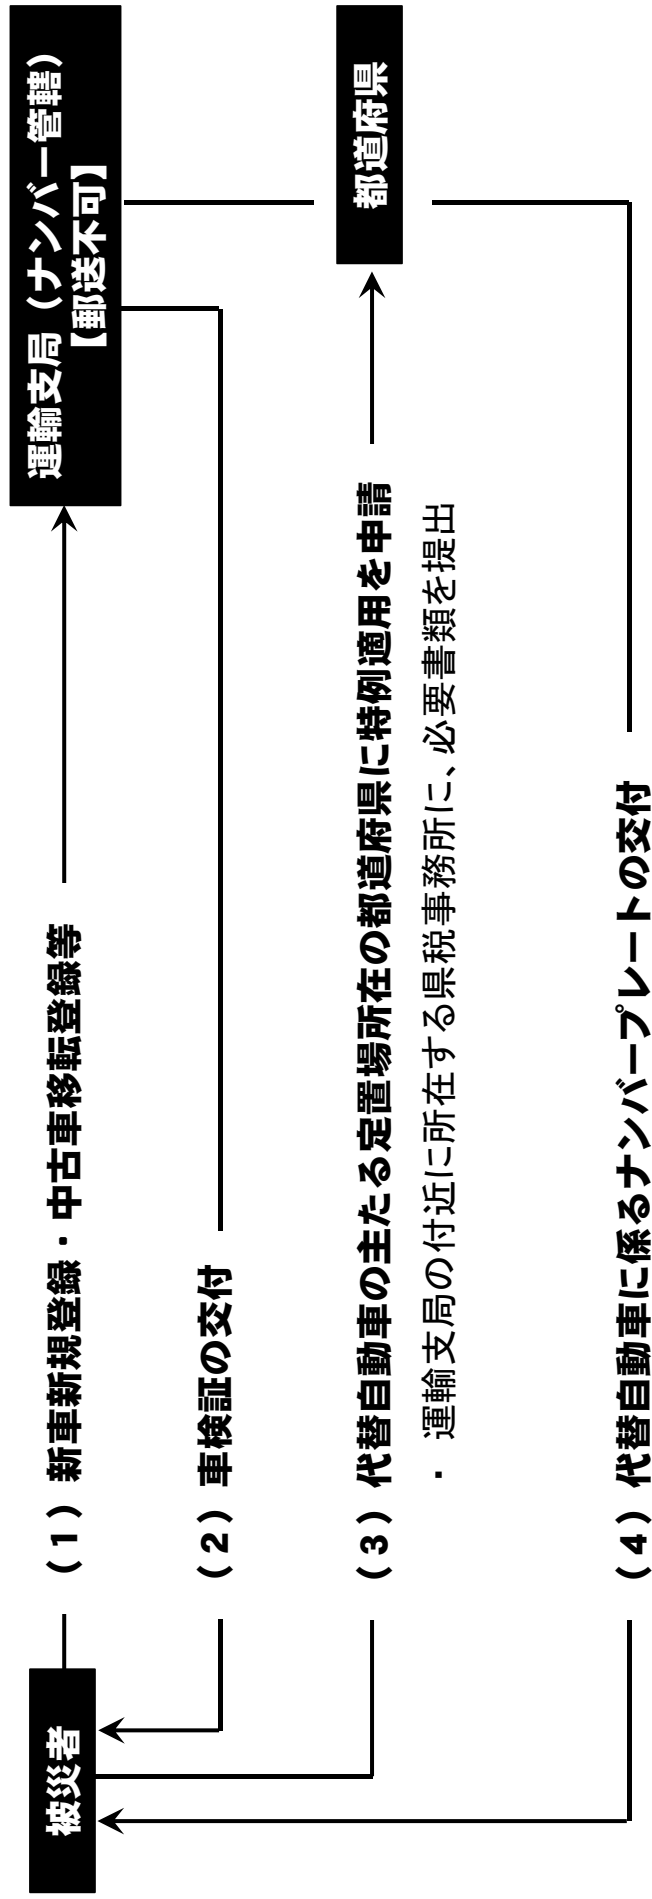 被災者
運輸支局（ナンバー管轄）
【郵送不可】
（１）新車新規登録・中古車移転登録等
（２）車検証の交付
都道府県
（３）代替自動車の主たる定置場所在の都道府県に特例適用を申請
・ 運輸支局の付近に所在する県税事務所に、必要書類を提出
（４）代替自動車に係るナンバープレートの交付